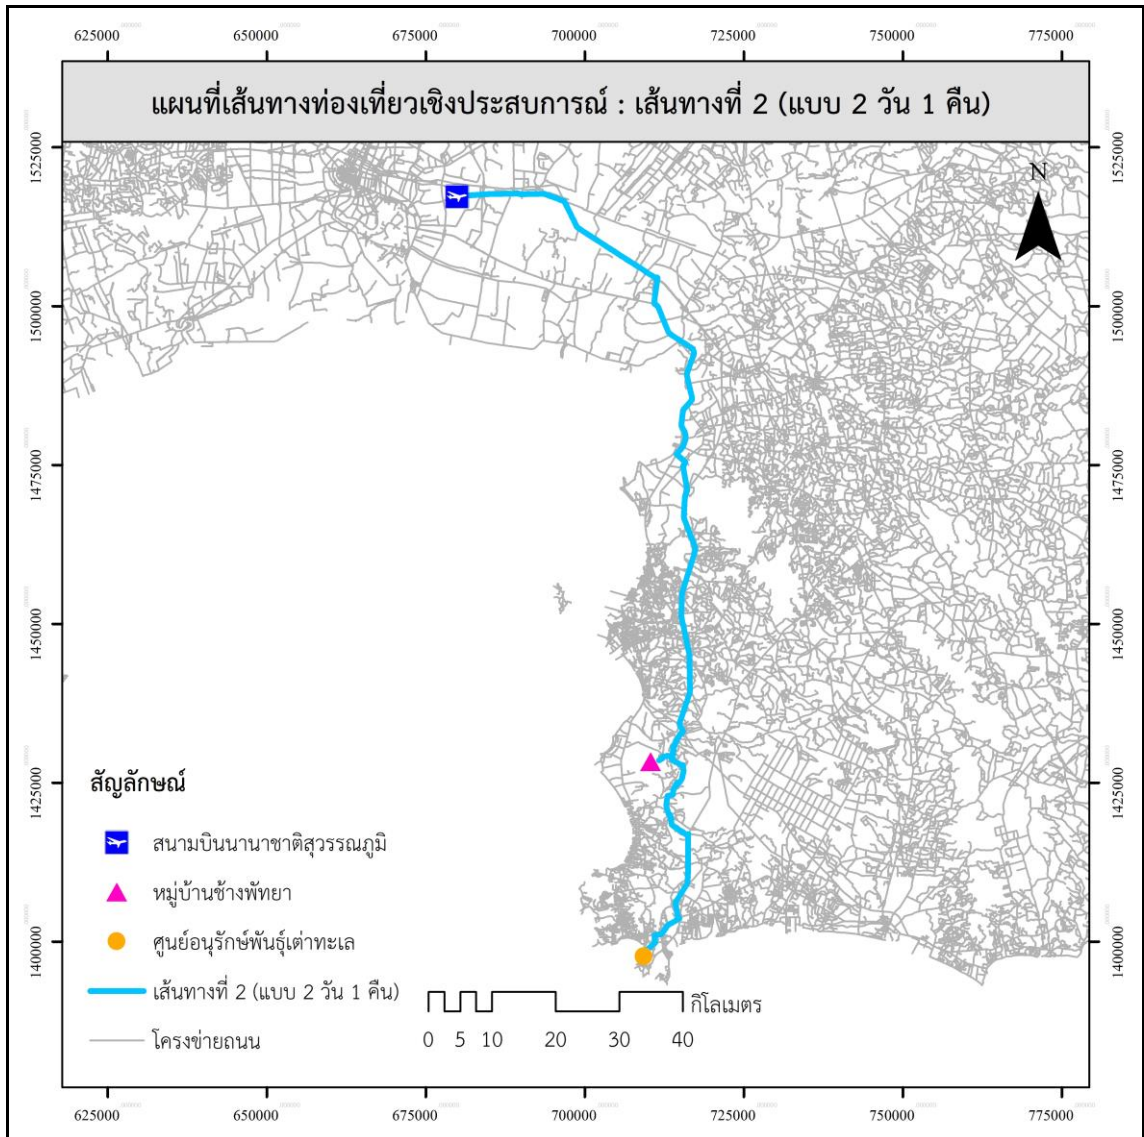 625000 650000 675000 700000 725000 750000 775000
แผนที่เส้นทางท่องเที่ยวเชิงประสบการณ์ : เส้นทางที่ 2 (แบบ 2 วัน 1 คืน)
N
1525000 1525000
1500000 1500000
1475000 1475000
1450000 1450000
1425000 1425000
1400000 1400000
สัญลักษณ์
สนามบินนานาชาติสุวรรณภูมิ
หมู่บ้านช้างพัทยา
ศูนย์อนุรักษ์พันธุ์เต่าทะเล
เส้นทางที่ 2 (แบบ 2 วัน 1 คืน)
โครงข่ายถนน
กิโลเมตร
0 5 10 20 30 40
625000 650000 675000 700000 725000 750000 775000